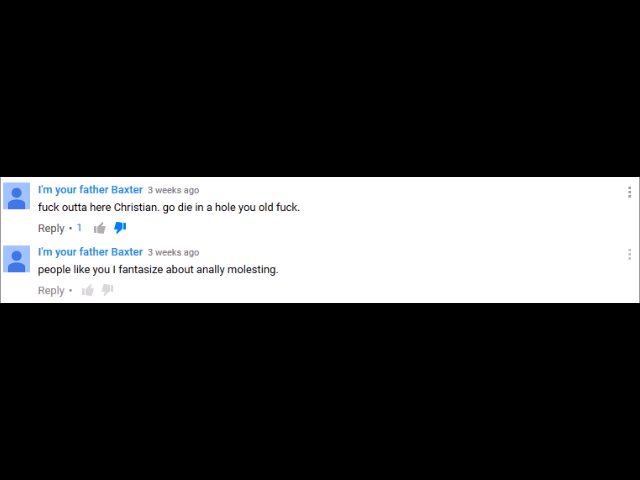 I'm your father Baxter 3 weeks ago
fuck outta here Christian. go die in a hole you old fuck.
Reply • 1
I'm your father Baxter 3 weeks ago
people like you I fantasize about anally molesting.
Reply •